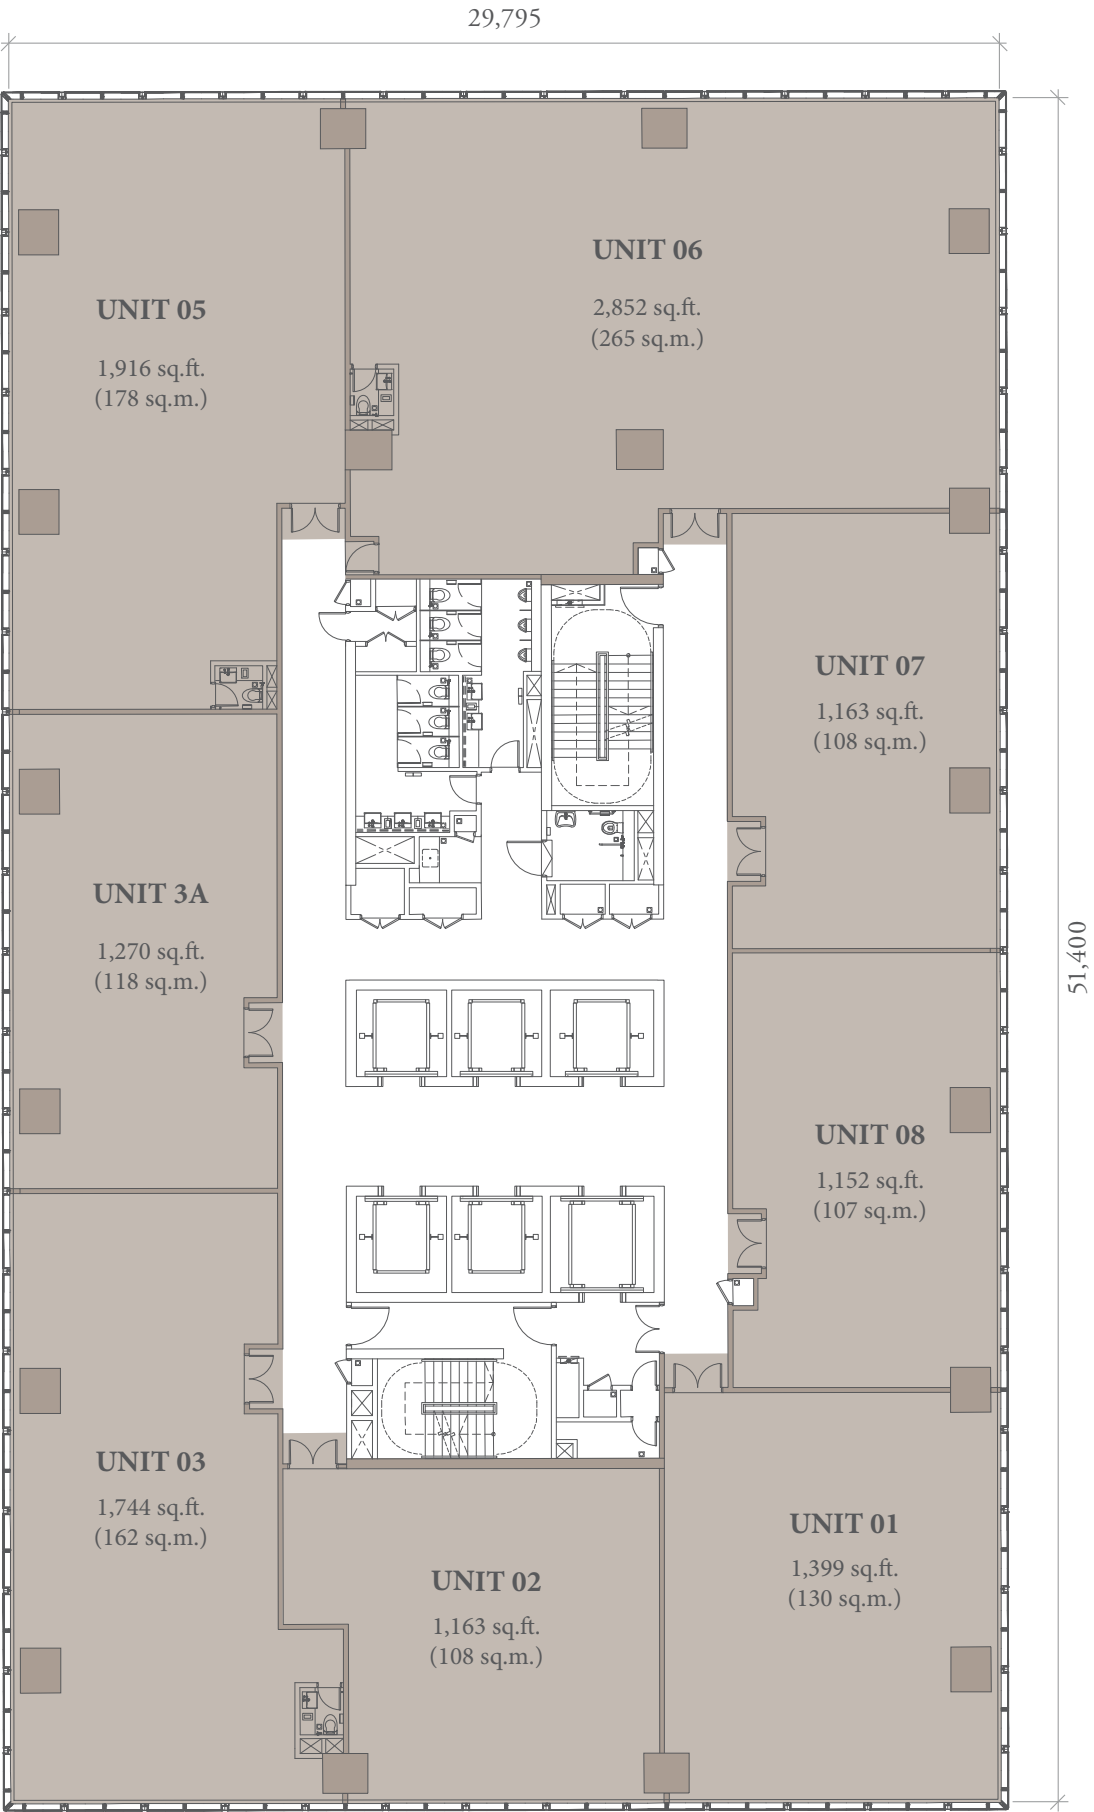 29,795
UNIT 06
2,852 sq.ft.
(265 sq.m.)
UNIT 05
1,916 sq.ft.
(178 sq.m.)
UNIT 07
1,163 sq.ft.
(108 sq.m.)
UNIT 3A
1,270 sq.ft.
(118 sq.m.)
51,400
UNIT 08
1,152 sq.ft.
(107 sq.m.)
UNIT 03
1,744 sq.ft.
(162 sq.m.)
UNIT 01
1,399 sq.ft.
(130 sq.m.)
UNIT 02
1,163 sq.ft.
(108 sq.m.)